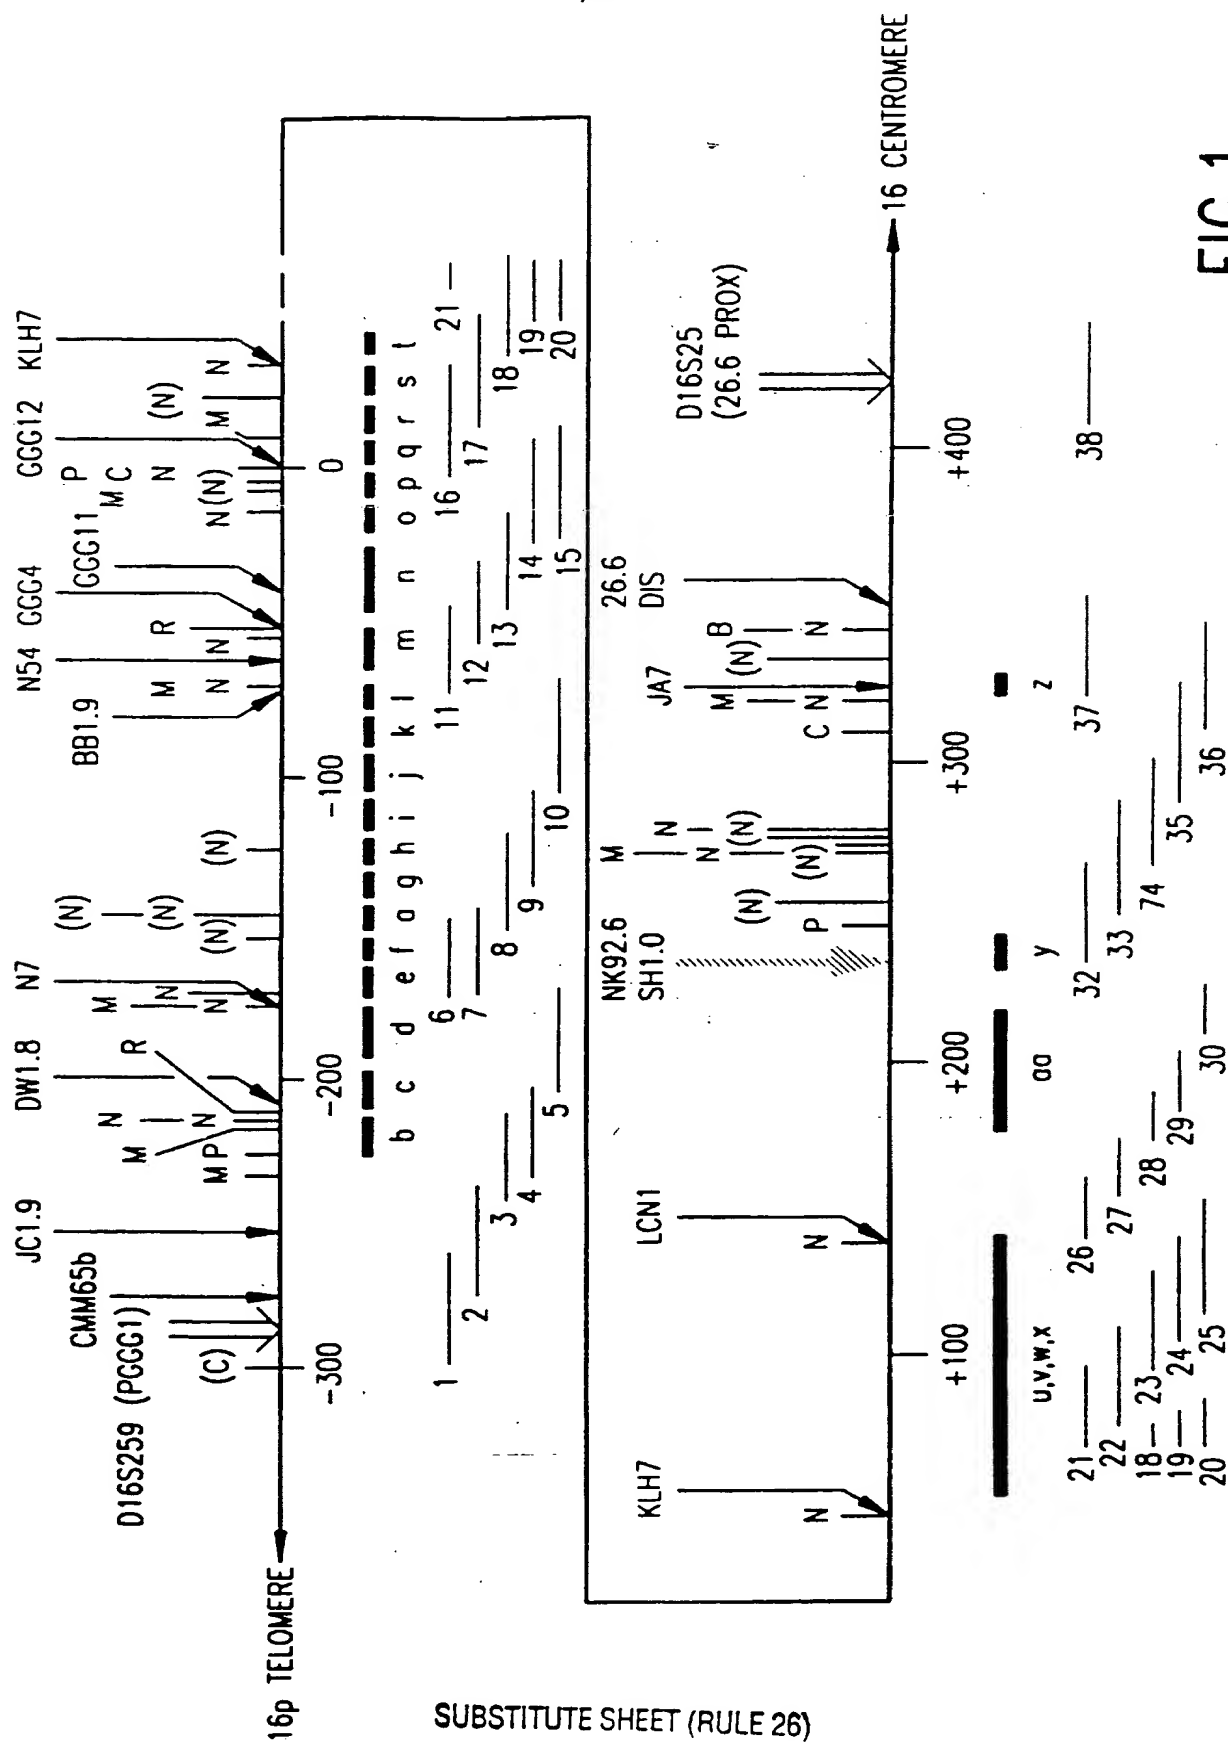 D16S259 (PGGG1)
CMM65b
JC1.9
DW1.8
N7
BB1.9
N54
GGG4
GGG11
GGG12
KLH7
(C)
M
P
M
N
N
R
M
N
N
(N)
(N)
(N)
(N)
M
N
N
R
N
(N)
M
C
P
N
M
(N)
N
16p TELOMERE
-300
-200
-100
0
b c d e f a g h i j k l m n o p q r s t
1
2
3
4
5
6
7
8
9
10
11
12
13
14
15
16
17
18
19
20
21
KLH7
LCN1
NK92.6
SH1.0
JA7
26.6
DIS
D16S25
(26.6 PROX)
N
N
P
(N)
M
N
(N)
N
(N)
C
M
N
(N)
B
N
16 CENTROMERE
+100
+200
+300
+400
u,v,w,x
aa
y
z
21
22
18
19
20
23
24
25
26
27
28
29
30
32
33
74
35
36
37
38
SUBSTITUTE SHEET (RULE 26)
FIG 1